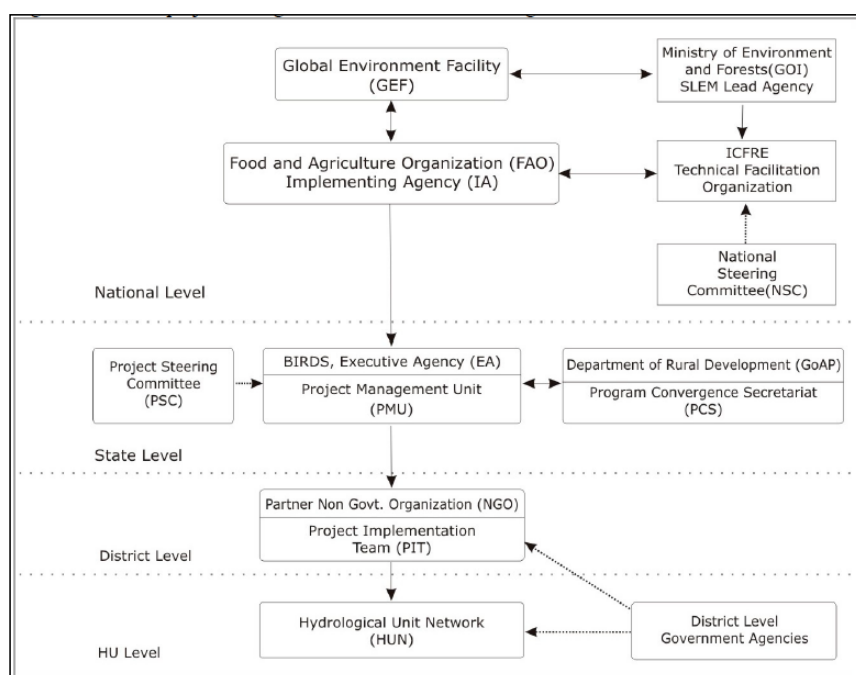 Global Environment Facility
(GEF)
Ministry of Environment
and Forests(GOI)
SLEM Lead Agency
Food and Agriculture Organization (FAO)
Implementing Agency (IA)
ICFRE
Technical Facilitation
Organization
National
Steering
Committee(NSC)
National Level
Project Steering
Committee
(PSC)
BIRDS, Executive Agency (EA)
Project Management Unit
(PMU)
Department of Rural Development (GoAP)
Program Convergence Secretariat
(PCS)
State Level
Partner Non Govt. Organization (NGO)
Project Implementation
Team (PIT)
District Level
Hydrological Unit Network
(HUN)
District Level
Government Agencies
HU Level